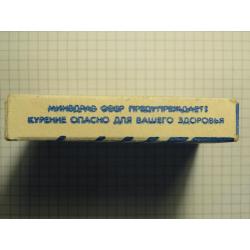 МИНЗДРАВ СССР ПРЕДУПРЕЖДАЕТ:
КУРЕНИЕ ОПАСНО ДЛЯ ВАШЕГО ЗДОРОВЬЯ